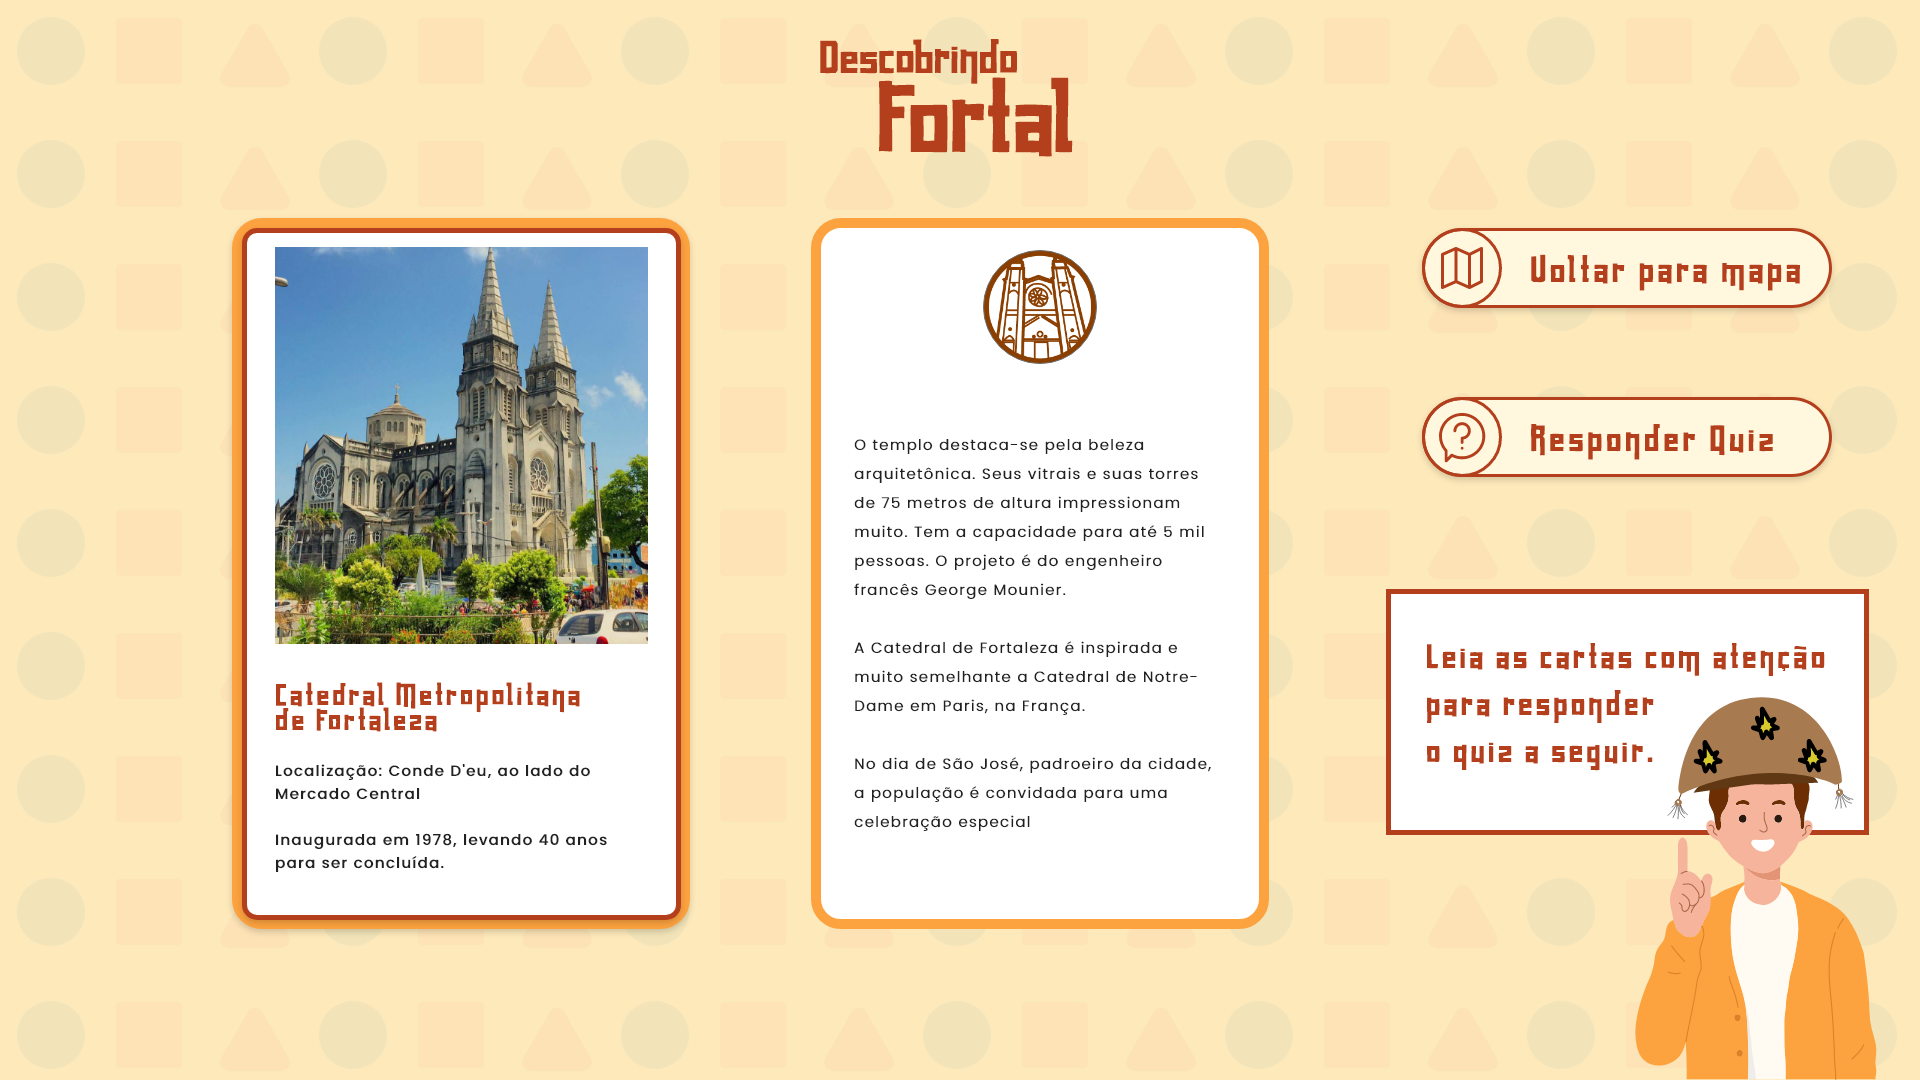 Descobrindo
Fortal
Catedral Metropolitana
de Fortaleza
Localização: Conde D'eu, ao lado do
Mercado Central
Inaugurada em 1978, levando 40 anos
para ser concluída.
O templo destaca-se pela beleza
arquitetônica. Seus vitrais e suas torres
de 75 metros de altura impressionam
muito. Tem a capacidade para até 5 mil
pessoas. O projeto é do engenheiro
francês George Mounier.
A Catedral de Fortaleza é inspirada e
muito semelhante a Catedral de Notre-
Dame em Paris, na França.
No dia de São José, padroeiro da cidade,
a população é convidada para uma
celebração especial
Voltar para mapa
Responder Quiz
Leia as cartas com atenção
para responder
o quiz a seguir.